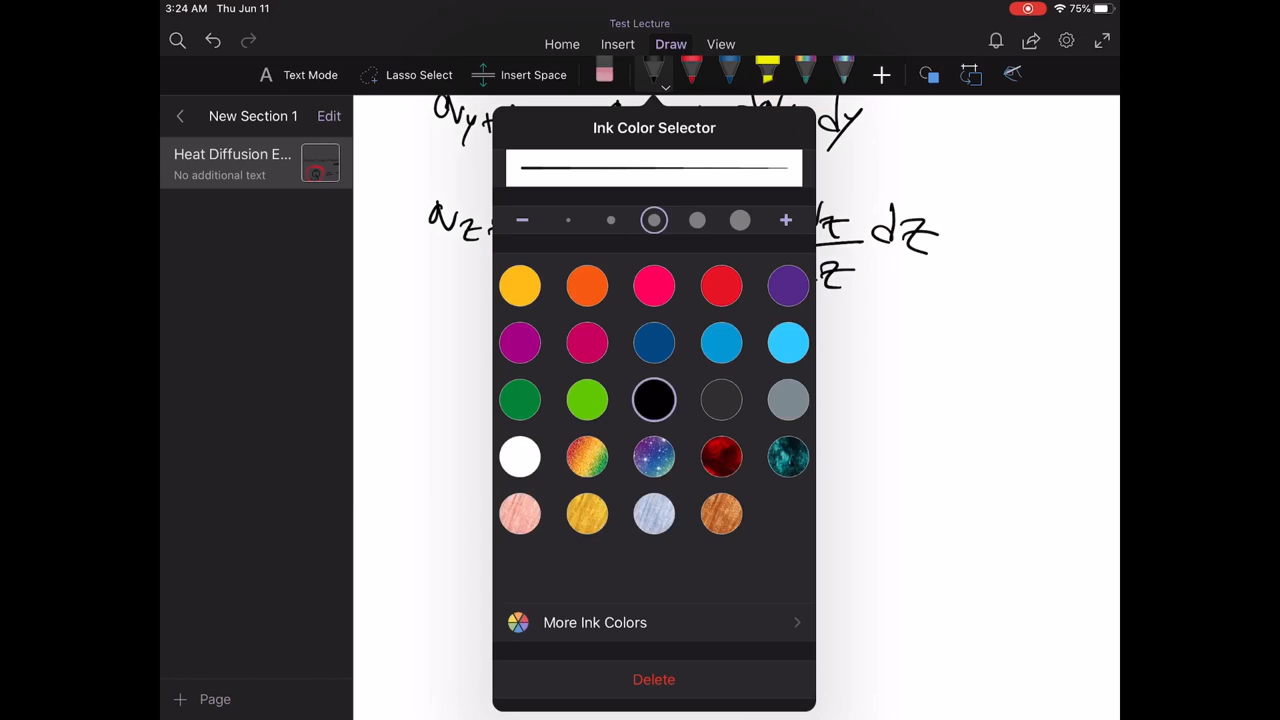 3:24 AM Thu Jun 11
75%
Test Lecture
Home Insert Draw View
A Text Mode Lasso Select Insert Space
New Section 1 Edit
Heat Diffusion E...
No additional text
Ink Color Selector
dy
dz
More Ink Colors
Delete
+ Page